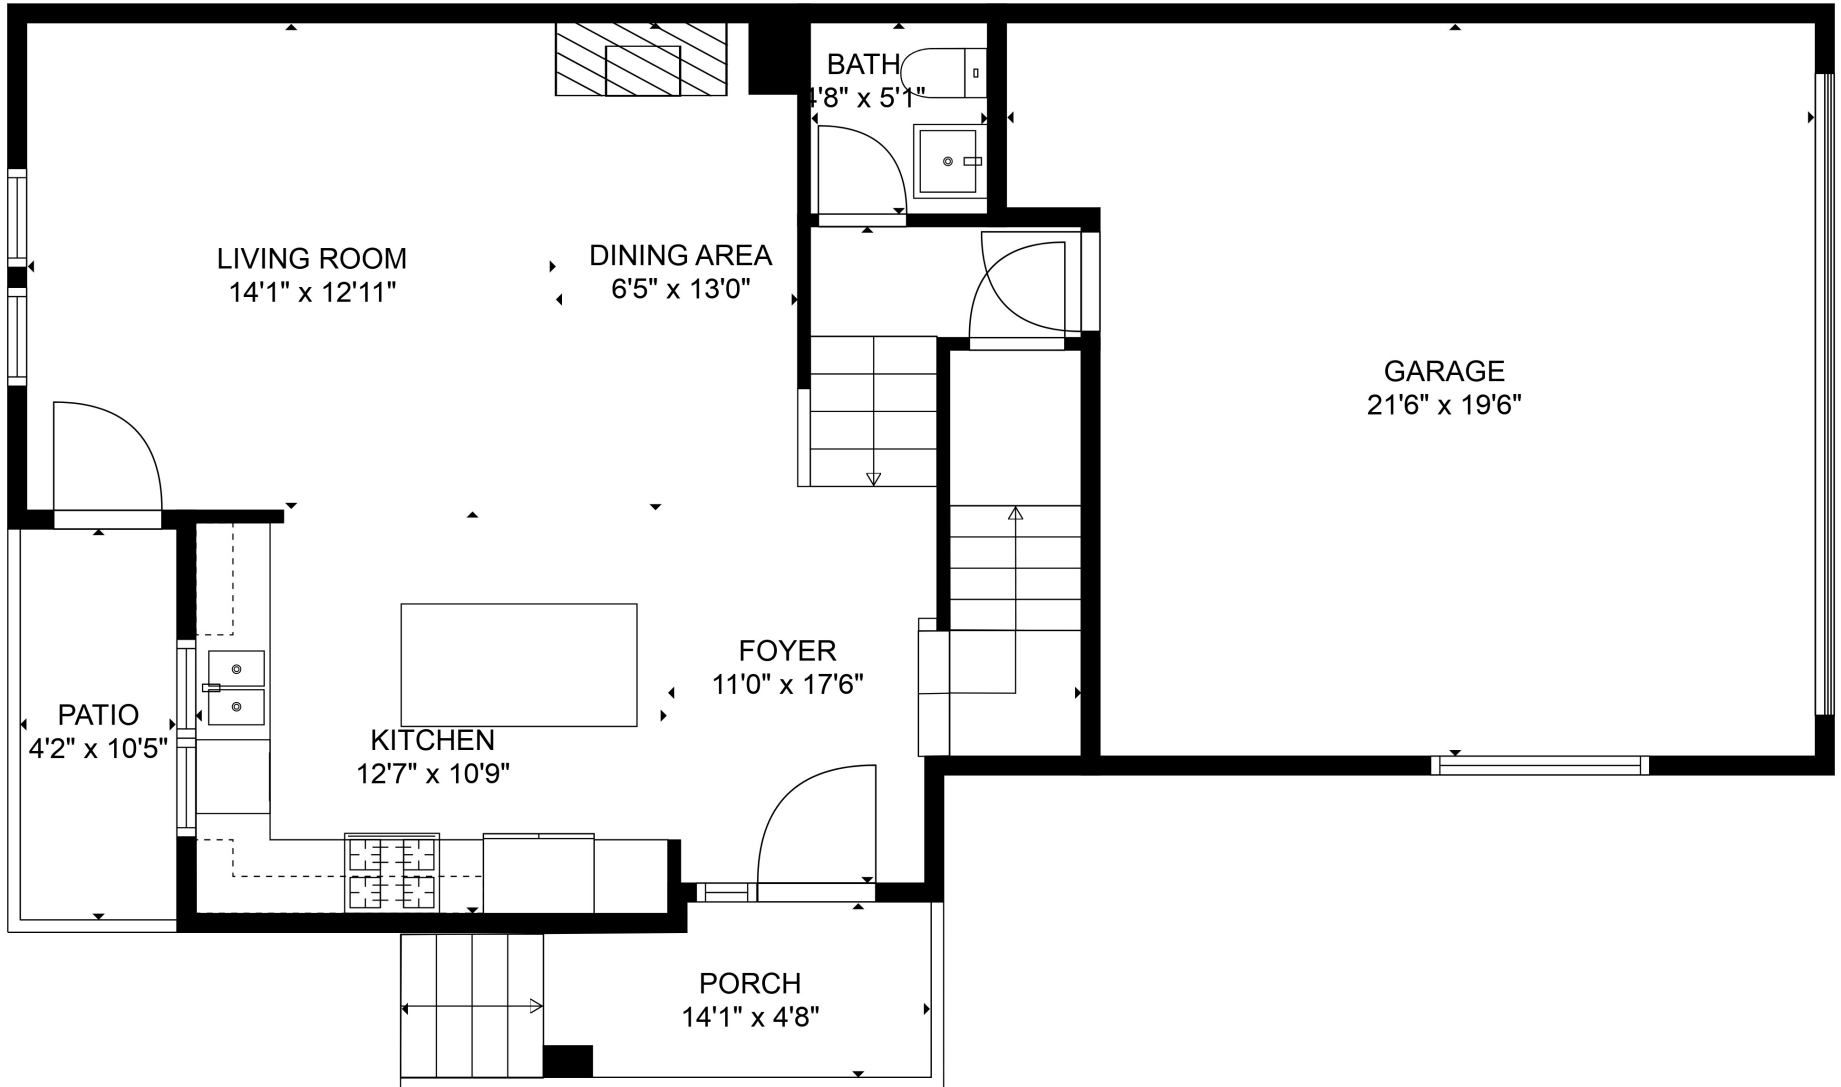 BATH
4'8" x 5'1"
LIVING ROOM
14'1" x 12'11"
DINING AREA
6'5" x 13'0"
GARAGE
21'6" x 19'6"
FOYER
11'0" x 17'6"
PATIO
4'2" x 10'5"
KITCHEN
12'7" x 10'9"
PORCH
14'1" x 4'8"